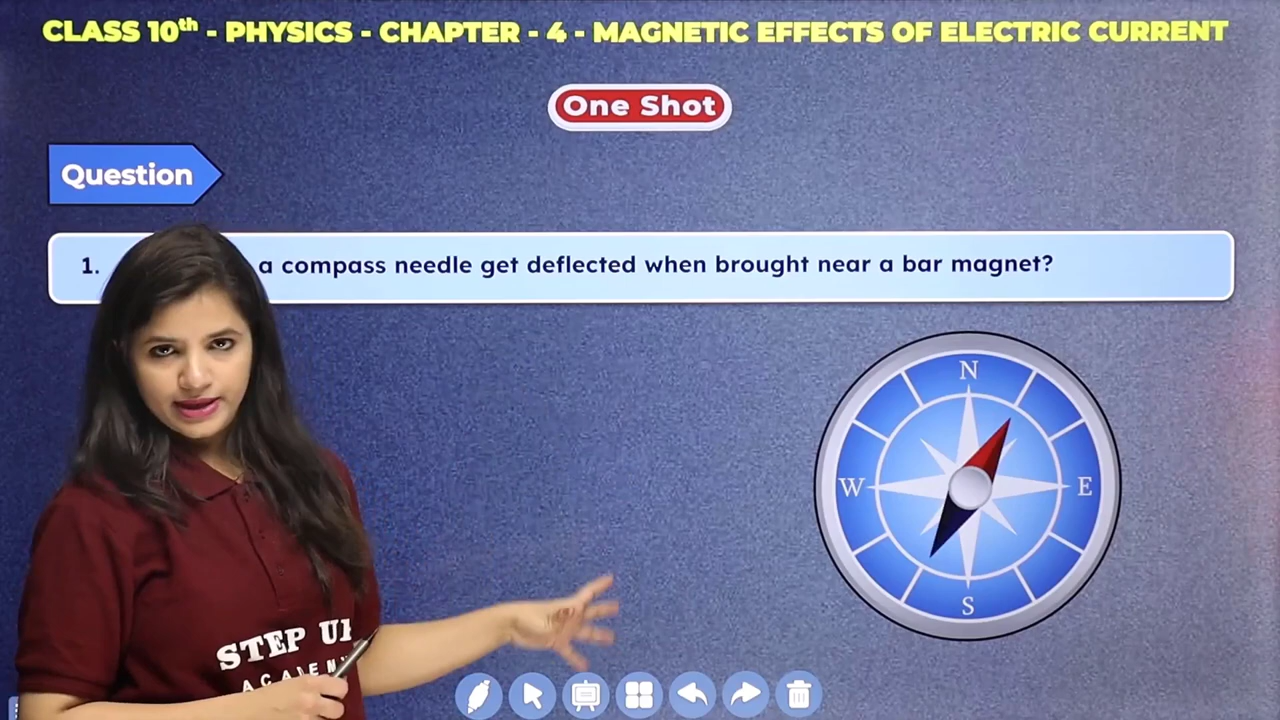 CLASS 10th - PHYSICS - CHAPTER - 4 - MAGNETIC EFFECTS OF ELECTRIC CURRENT
One Shot
Question
1. a compass needle get deflected when brought near a bar magnet?
N
W E
S
STEP UP